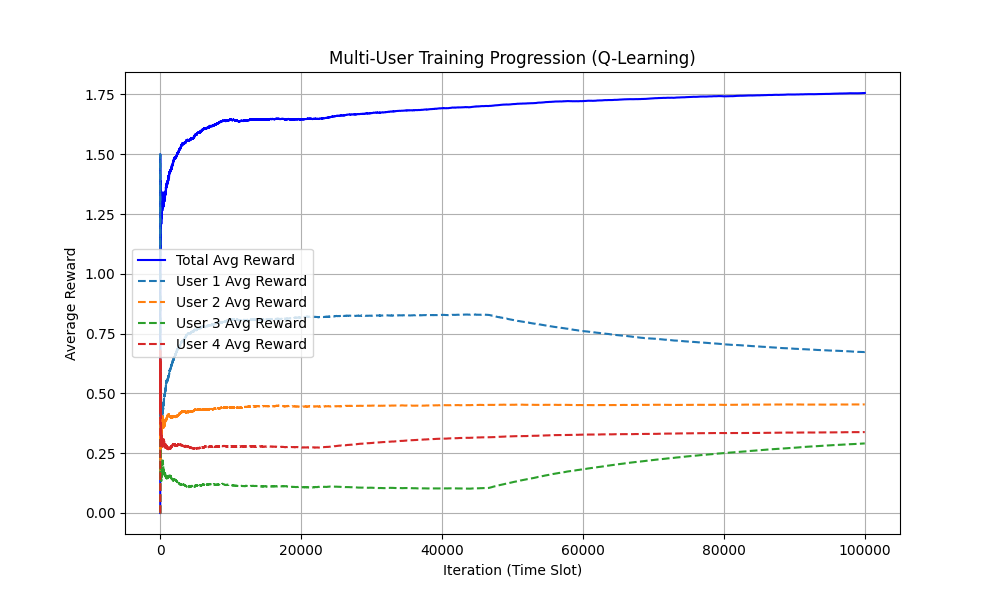 Multi-User Training Progression (Q-Learning)
Average Reward
1.75
1.50
1.25
1.00
0.75
0.50
0.25
0.00
Total Avg Reward
User 1 Avg Reward
User 2 Avg Reward
User 3 Avg Reward
User 4 Avg Reward
0 20000 40000 60000 80000 100000
Iteration (Time Slot)